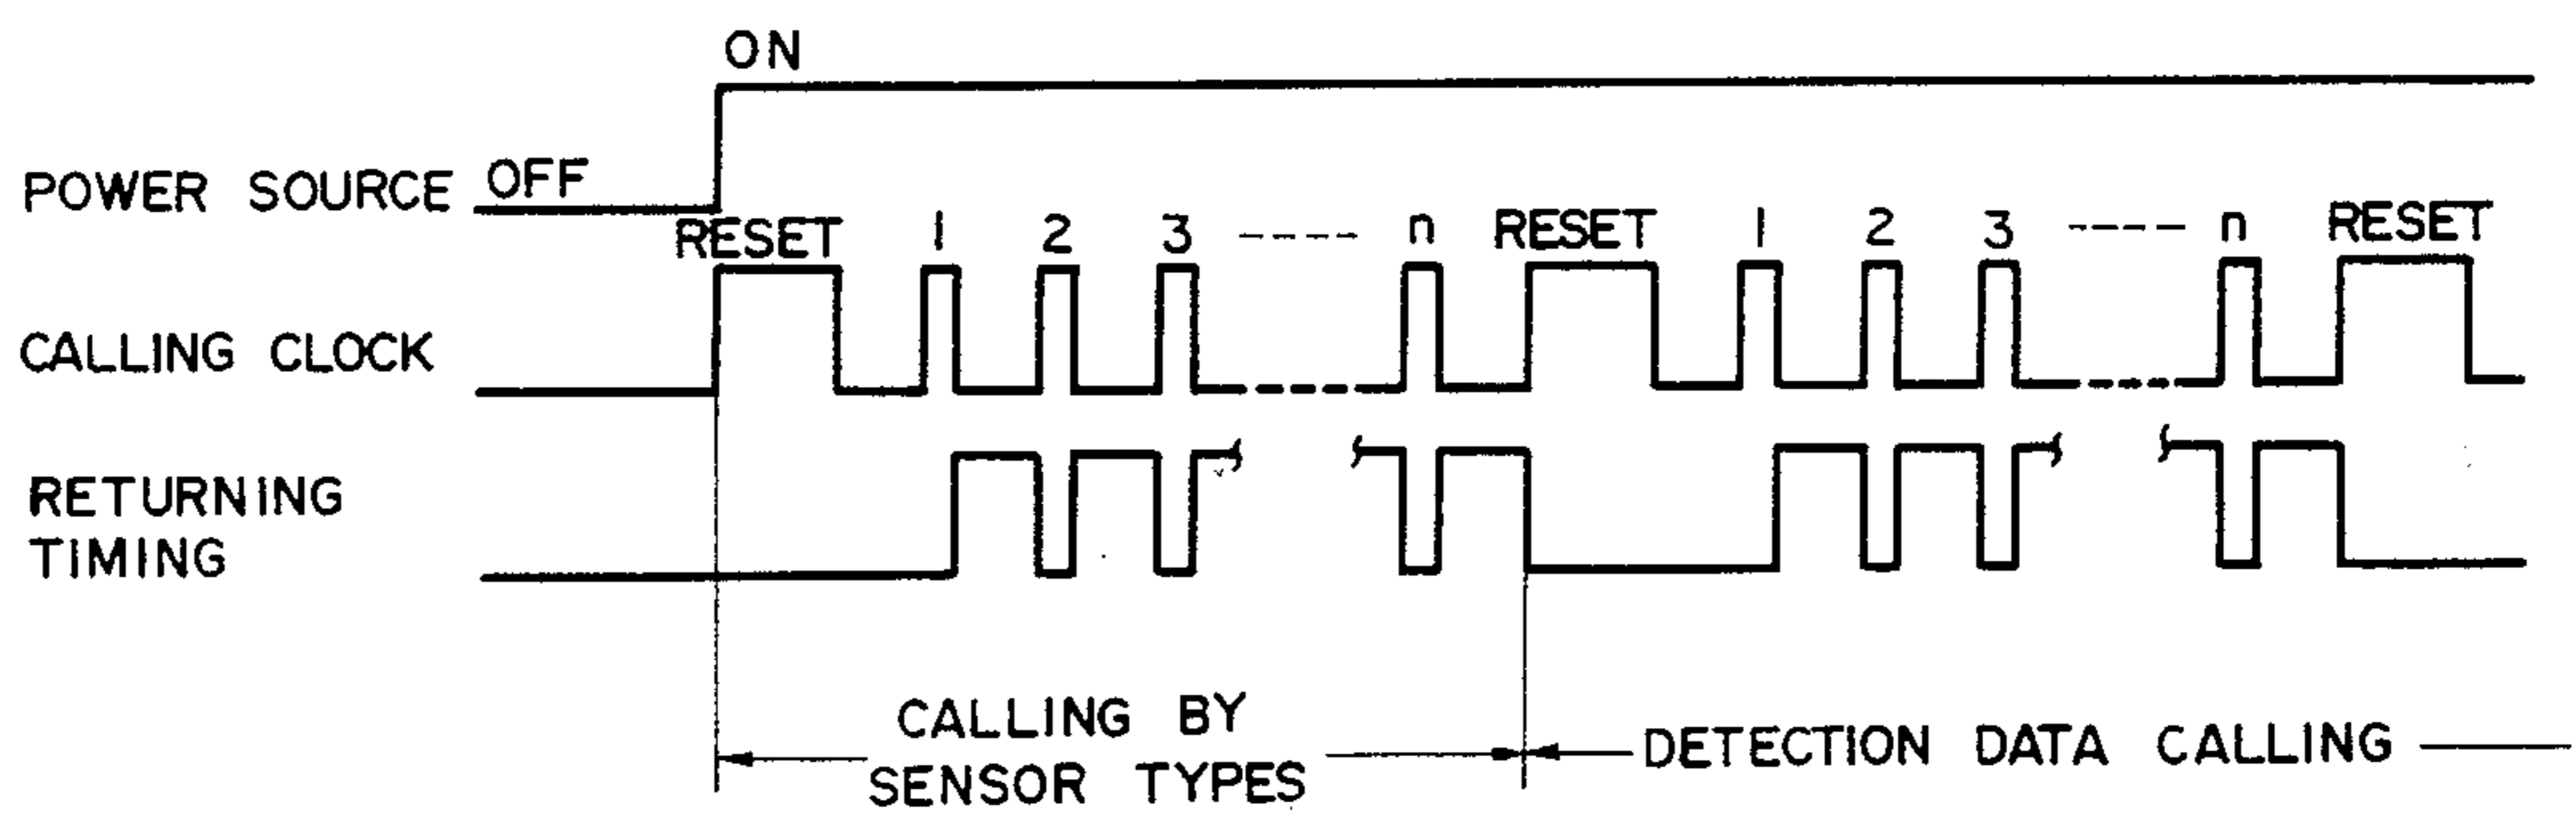 ON
POWER SOURCE OFF
RESET 1 2 3 ---- n RESET 1 2 3 ---- n RESET
CALLING CLOCK
RETURNING
TIMING
CALLING BY
SENSOR TYPES
DETECTION DATA CALLING